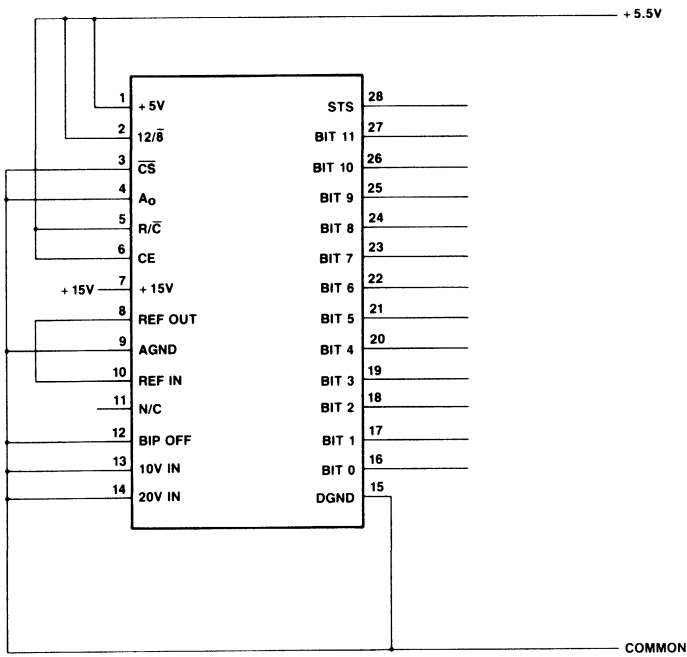 + 5.5V
1 + 5V
2 12/8̅
3 C̅S̅
4 Ao
5 R/C̅
6 CE
+ 15V 7 + 15V
8 REF OUT
9 AGND
10 REF IN
11 N/C
12 BIP OFF
13 10V IN
14 20V IN
STS 28
BIT 11 27
BIT 10 26
BIT 9 25
BIT 8 24
BIT 7 23
BIT 6 22
BIT 5 21
BIT 4 20
BIT 3 19
BIT 2 18
BIT 1 17
BIT 0 16
DGND 15
COMMON